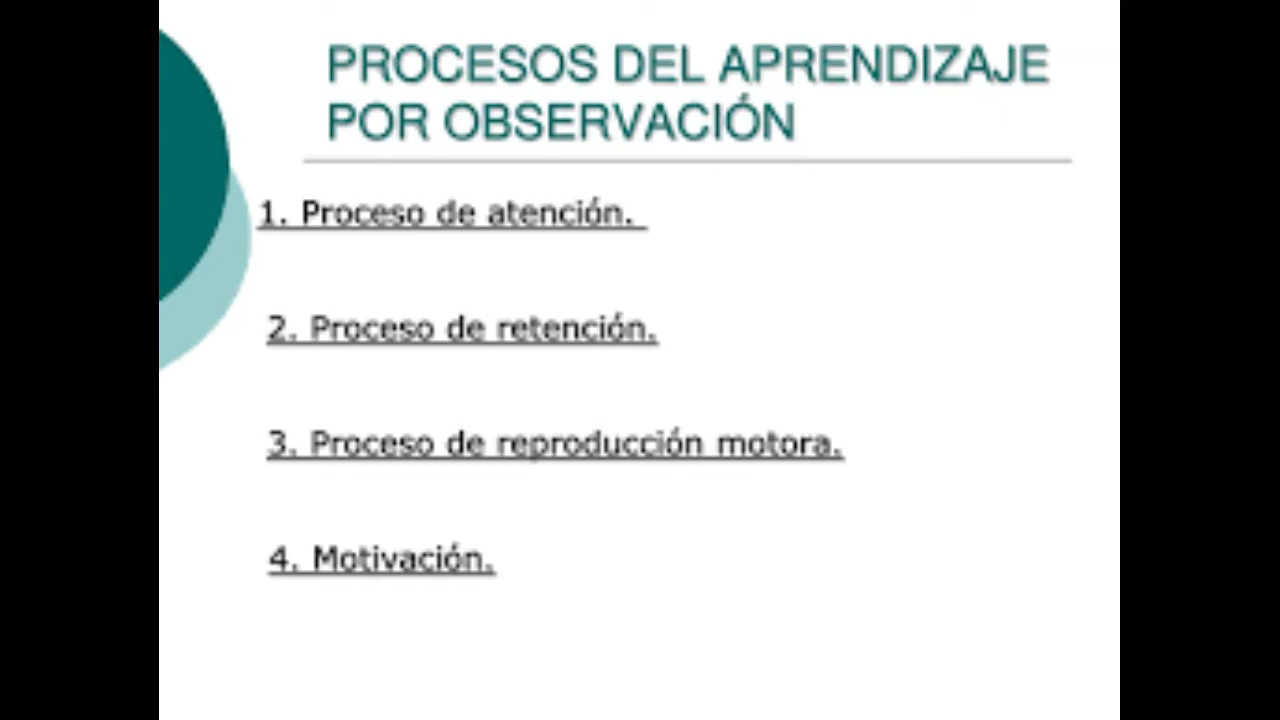 PROCESOS DEL APRENDIZAJE
POR OBSERVACIÓN
1. Proceso de atención.
2. Proceso de retención.
3. Proceso de reproducción motora.
4. Motivación.